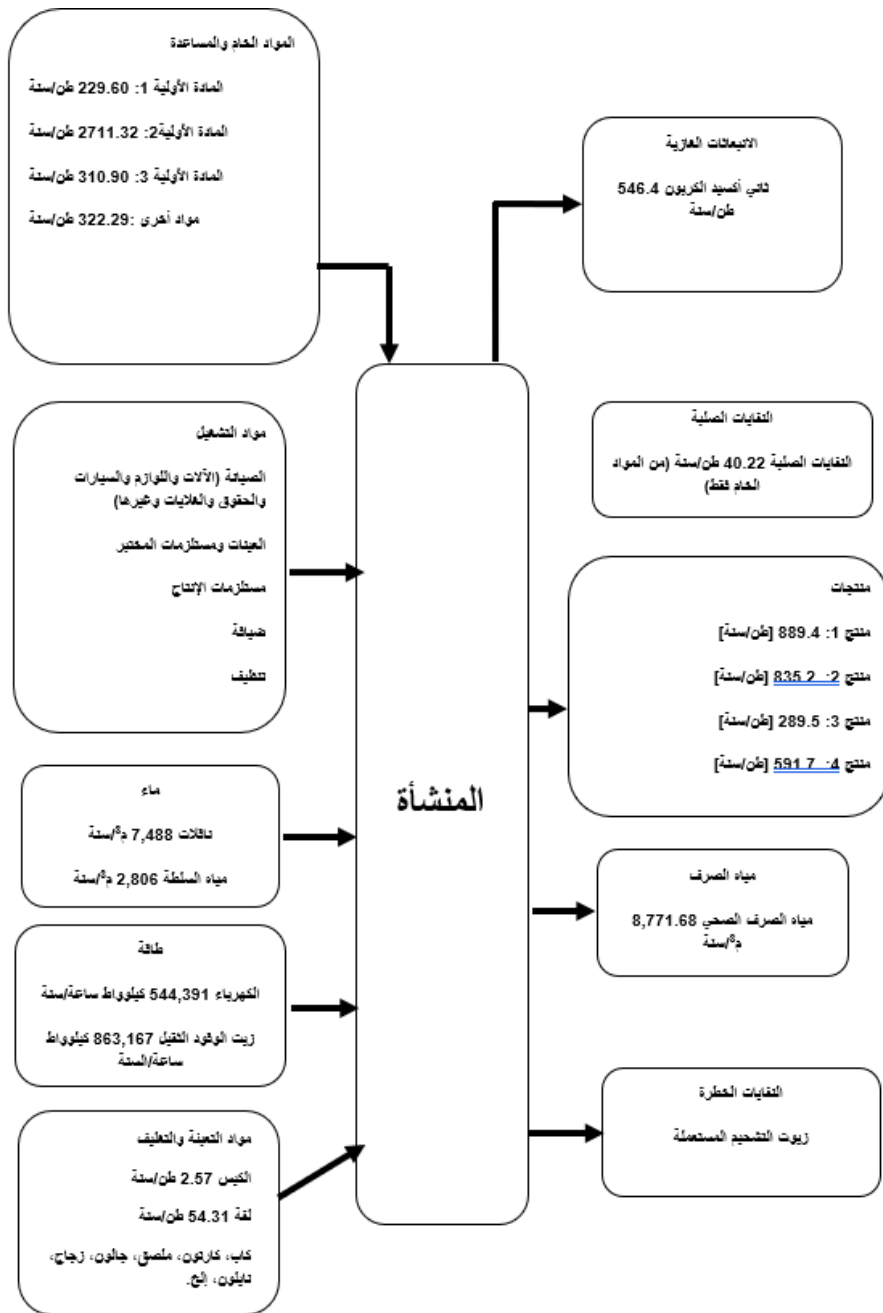 المواد الخام والمساعدة
المادة الأولية 1: 229.60 طن/سنة
المادة الأولية2: 2711.32 طن/سنة
المادة الأولية 3: 310.90 طن/سنة
مواد أخرى :322.29 طن/سنة
الانبعاثات الغازية
ثاني أكسيد الكربون 546.4
طن/سنة
مواد التشغيل
الصيانة (الآلات واللوازم والسيارات
والحقوق والغلايات وغيرها)
العينات ومستلزمات المختبر
مستلزمات الإنتاج
ضيافة
تنظيف
النفايات الصلبة
النفايات الصلبة 40.22 طن/سنة (من المواد
الخام فقط)
منتجات
منتج 1: 889.4 [طن/سنة]
منتج 2: 835.2 [طن/سنة]
منتج 3: 289.5 [طن/سنة]
منتج 4: 591.7 [طن/سنة]
المنشأة
ماء
ناقلات 7,488 م³/سنة
مياه السلطة 2,806 م³/سنة
مياه الصرف
مياه الصرف الصحي 8,771.68
م³/سنة
طاقة
الكهرباء 544,391 كيلوواط ساعة/سنة
زيت الوقود الثقيل 863,167 كيلوواط
ساعة/السنة
النفايات الخطرة
زيوت التشحيم المستعملة
مواد التعبئة والتغليف
الكيس 2.57 طن/سنة
لفة 54.31 طن/سنة
كاب، كارتون، ملصق، جالون، زجاج،
نايلون، إلخ.